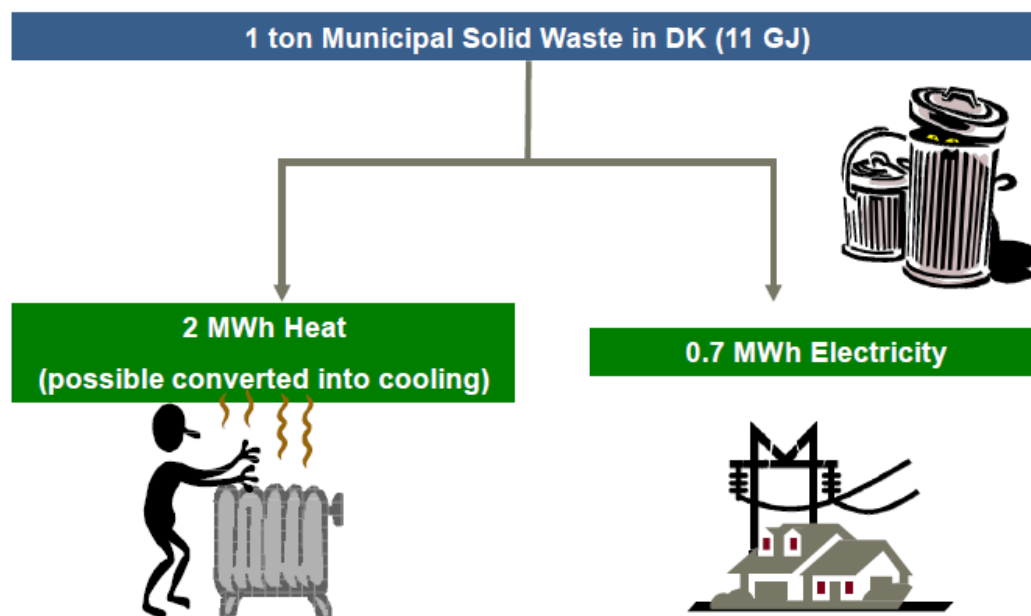 1 ton Municipal Solid Waste in DK (11 GJ)
2 MWh Heat
(possible converted into cooling)
0.7 MWh Electricity